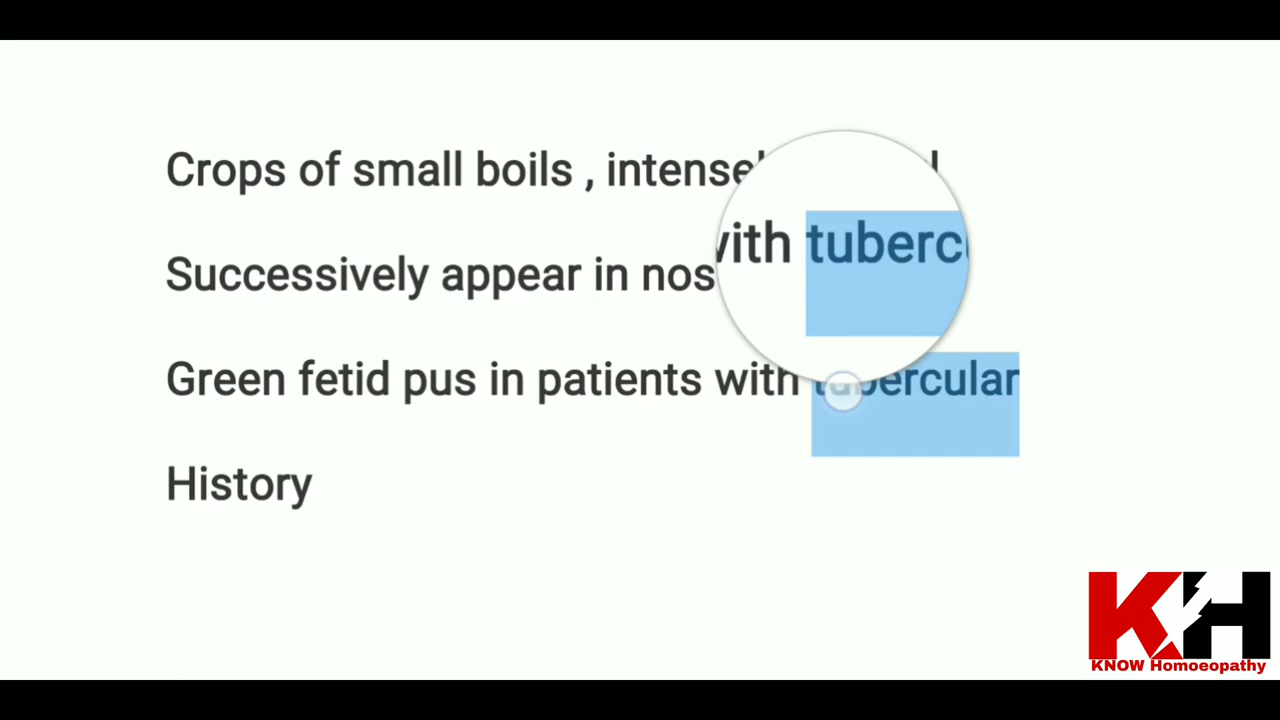 Crops of small boils , intense
Successively appear in nos
with
Green fetid pus in patients with tubercular
History
KH
KNOW Homoeopathy